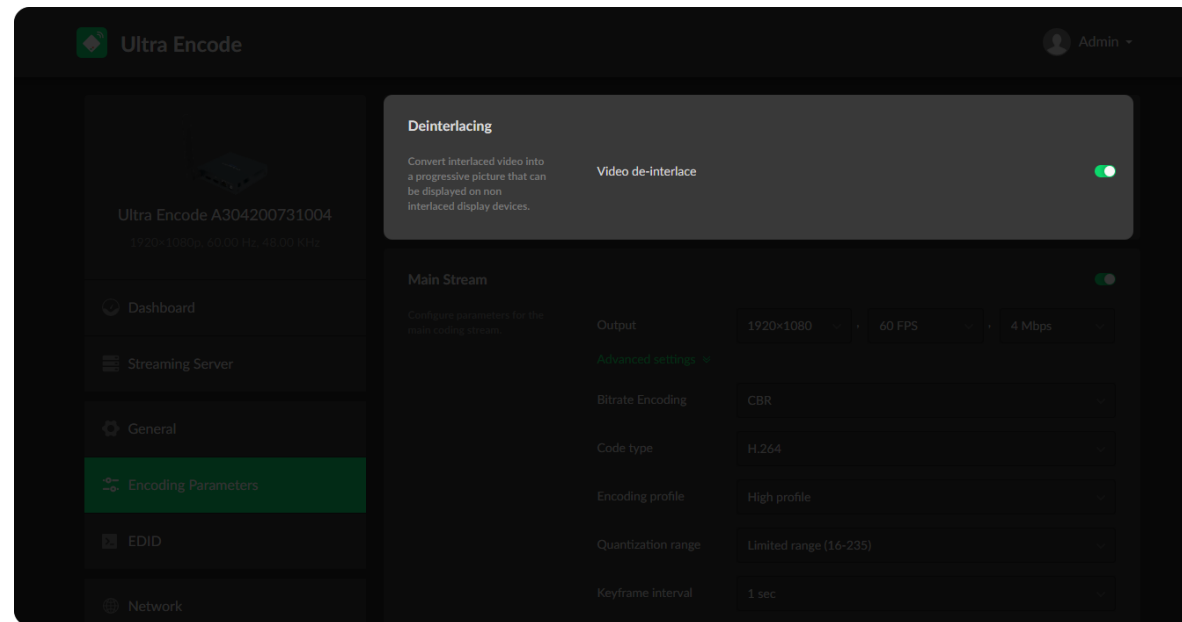 Ultra Encode
Admin
Ultra Encode A304200731004
1920×1080p, 60.00 Hz, 48.00 KHz
Dashboard
Streaming Server
General
Encoding Parameters
EDID
Network
Deinterlacing
Convert interlaced video into
a progressive picture that can
be displayed on non
interlaced display devices.
Video de-interlace
Main Stream
Configure parameters for the
main coding stream.
Output
1920×1080
60 FPS
4 Mbps
Advanced settings
Bitrate Encoding
CBR
Code type
H.264
Encoding profile
High profile
Quantization range
Limited range (16-235)
Keyframe interval
1 sec